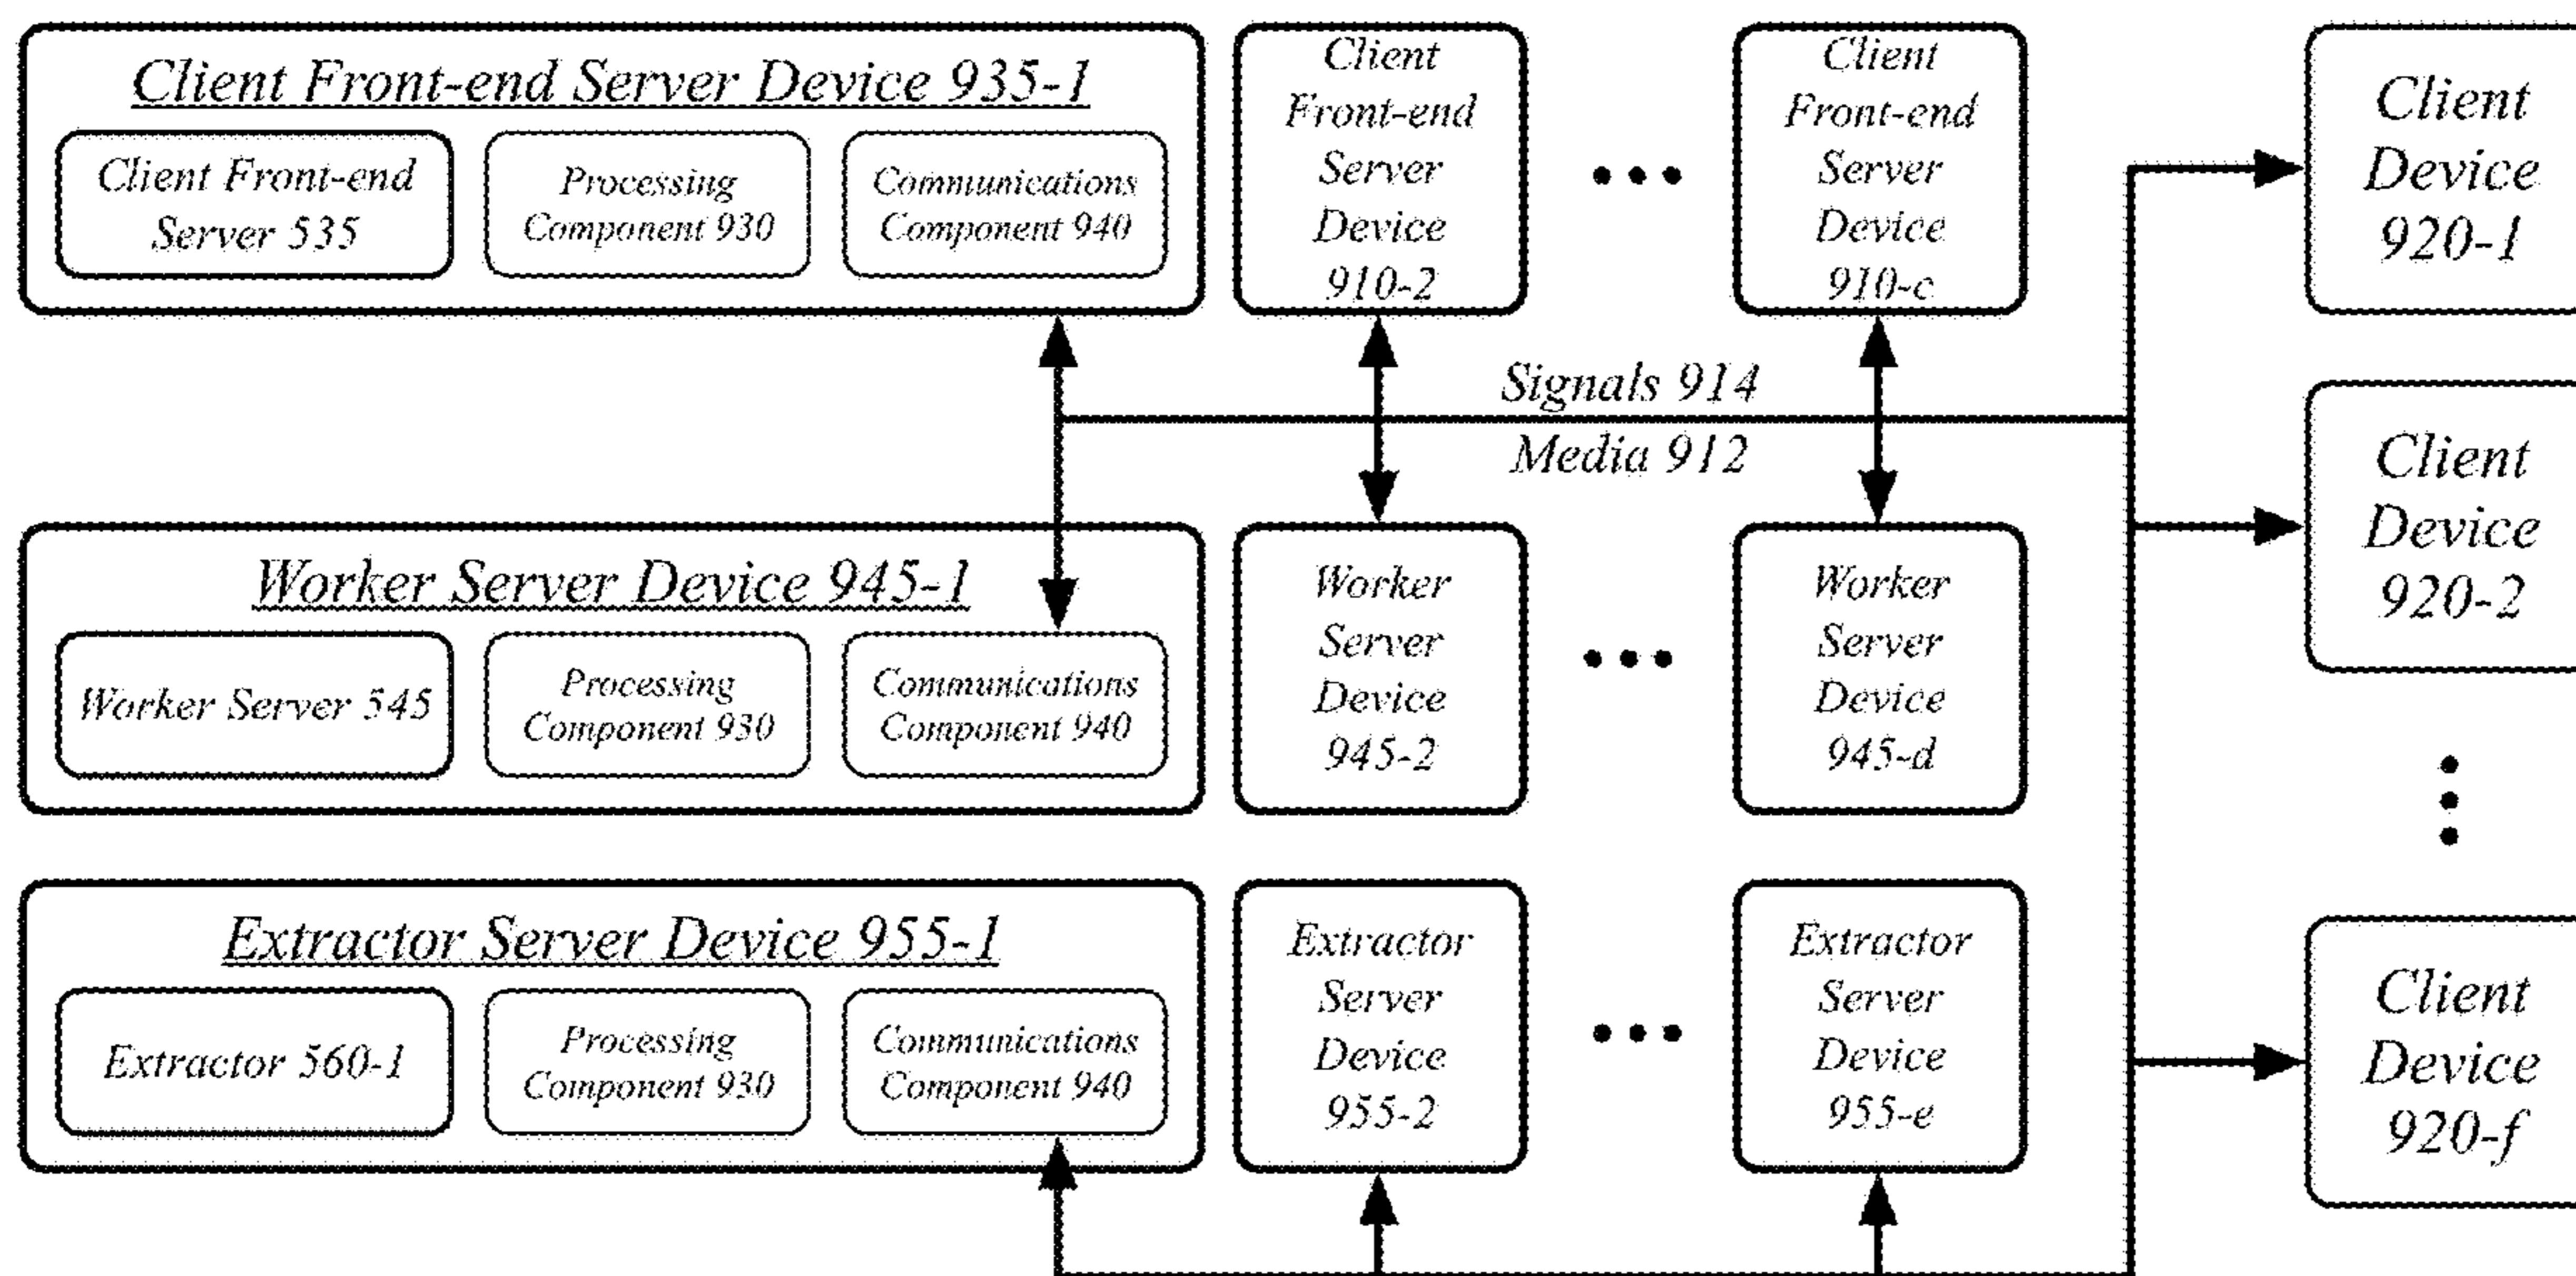 Client Front-end Server Device 935-1
Client Front-end
Server 535
Processing
Component 930
Communications
Component 940
Client
Front-end
Server
Device
910-2
Client
Front-end
Server
Device
910-c
Client
Device
920-1
Signals 914
Media 912
Worker Server Device 945-1
Worker Server 545
Processing
Component 930
Communications
Component 940
Worker
Server
Device
945-2
Worker
Server
Device
945-d
Client
Device
920-2
Extractor Server Device 955-1
Extractor 560-1
Processing
Component 930
Communications
Component 940
Extractor
Server
Device
955-2
Extractor
Server
Device
955-e
Client
Device
920-f